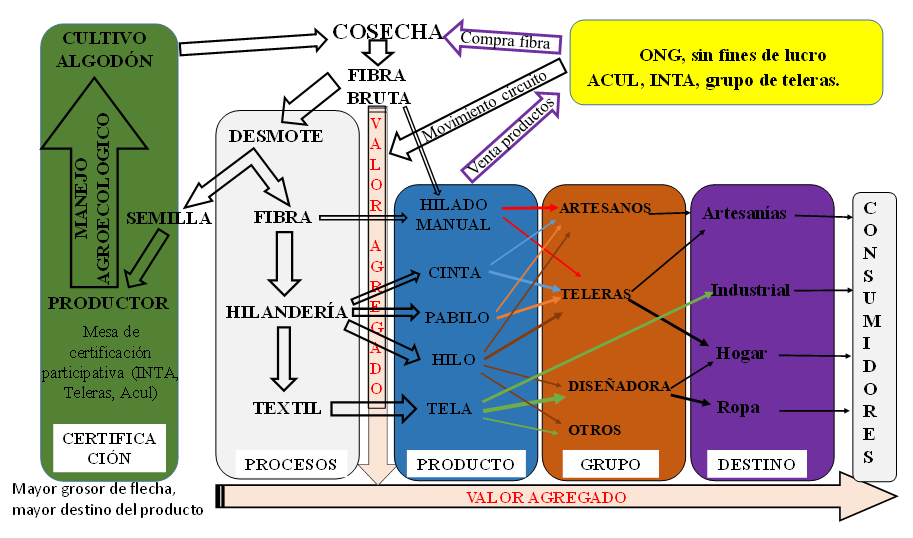 CULTIVO
ALGODÓN
MANEJO
AGROECOLOGICO
PRODUCTOR
Mesa de
certificación
participativa (INTA,
Teleras, Acul)
CERTIFICA
CIÓN
COSECHA
FIBRA
BRUTA
Compra fibra
ONG, sin fines de lucro
ACUL, INTA, grupo de teleras.
Movimiento circuito
Venta productos
DESMOTE
SEMILLA
FIBRA
HILANDERÍA
TEXTIL
PROCESOS
VALOR AGREGADO
HILADO
MANUAL
CINTA
PABILO
HILO
TELA
PRODUCTO
ARTESANOS
TELERAS
DISEÑADORA
OTROS
GRUPO
Artesanías
Industrial
Hogar
Ropa
DESTINO
CONSUMIDORES
Mayor grosor de flecha,
mayor destino del producto
VALOR AGREGADO